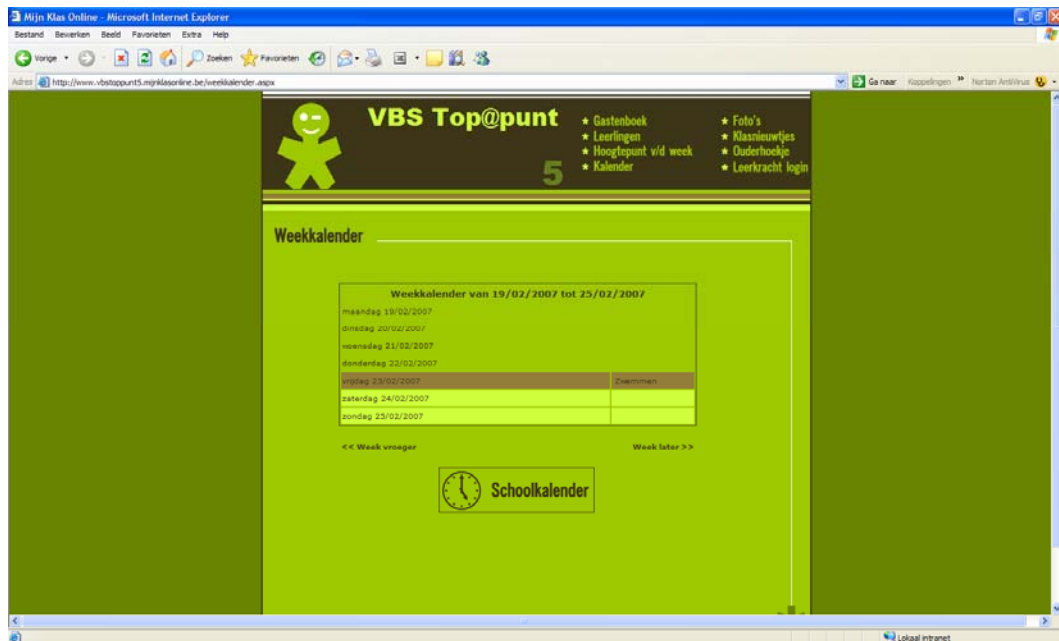 Mijn Klas Online - Microsoft Internet Explorer
Bestand Bewerken Beeld Favorieten Extra Help
Vorige Zoeken Favorieten
Adres http://www.vbstoppunt5.mijnklasonline.be/weekkalender.aspx Ga naar Koppelingen Norton AntiVirus
VBS Top@punt
5
Gastenboek
Leerlingen
Hoogtepunt v/d week
Kalender
Foto's
Klasnieuwtjes
Ouderhoekje
Leerkracht login
Weekkalender
Weekkalender van 19/02/2007 tot 25/02/2007
maandag 19/02/2007
dinsdag 20/02/2007
woensdag 21/02/2007
donderdag 22/02/2007
vrijdag 23/02/2007 Zwemmen
zaterdag 24/02/2007
zondag 25/02/2007
<< Week vroeger Week later >>
Schoolkalender
Lokaal intranet